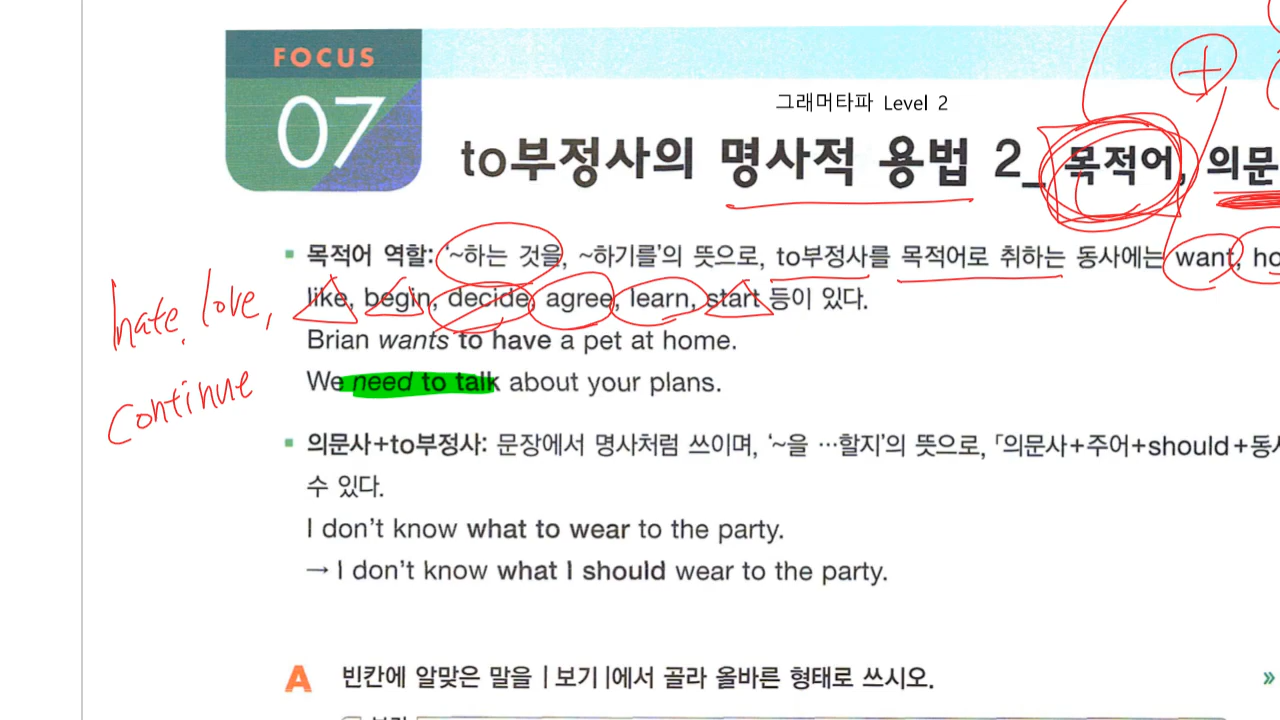 FOCUS
07
그래머타파 Level 2
to부정사의 명사적 용법 2_ 목적어, 의문
목적어 역할: ‘~하는 것을, ~하기를’의 뜻으로, to부정사를 목적어로 취하는 동사에는 want, ho
like, begin, decide, agree, learn, start 등이 있다.
hate love,
continue
Brian wants to have a pet at home.
We need to talk about your plans.
의문사+to부정사: 문장에서 명사처럼 쓰이며, ‘~을 …할지’의 뜻으로, 「의문사+주어+should+동
수 있다.
I don’t know what to wear to the party.
→ I don’t know what I should wear to the party.
A 빈칸에 알맞은 말을 |보기|에서 골라 올바른 형태로 쓰시오.